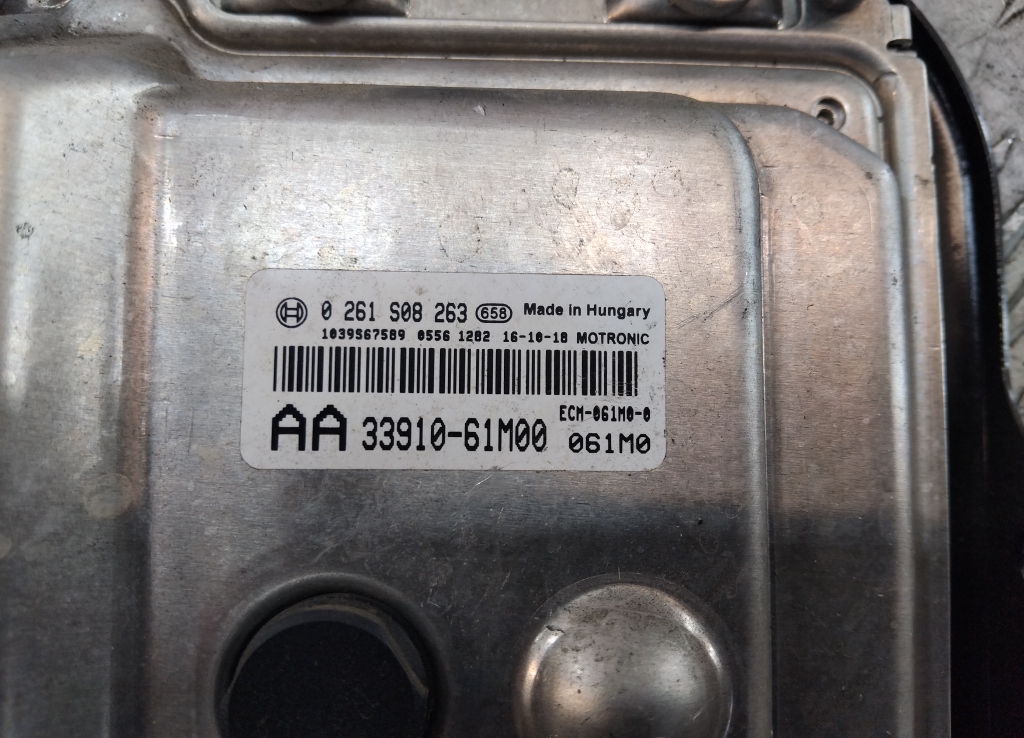 0 261 S08 263 658 Made in Hungary
1039S67589 0556 1282 16-10-18 MOTRONIC
ECM-061M0-0
AA 33910-61M00 061M0